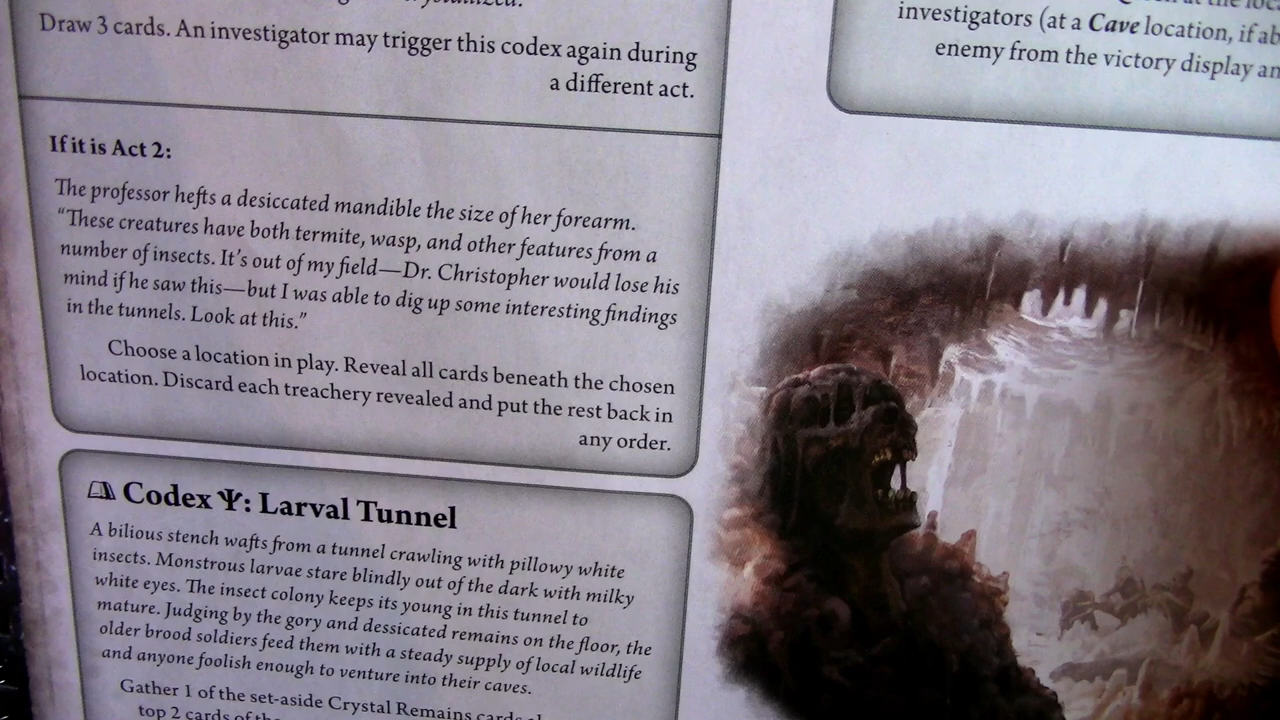 Draw 3 cards. An investigator may trigger this codex again during
a different act.
If it is Act 2:
The professor hefts a desiccated mandible the size of her forearm.
“These creatures have both termite, wasp, and other features from a
number of insects. It’s out of my field—Dr. Christopher would lose his
mind if he saw this—but I was able to dig up some interesting findings
in the tunnels. Look at this.”
Choose a location in play. Reveal all cards beneath the chosen
location. Discard each treachery revealed and put the rest back in
any order.
Codex Ψ: Larval Tunnel
A bilious stench wafts from a tunnel crawling with pillowy white
insects. Monstrous larvae stare blindly out of the dark with milky
white eyes. The insect colony keeps its young in this tunnel to
mature. Judging by the gory and dessicated remains on the floor, the
older brood soldiers feed them with a steady supply of local wildlife
and anyone foolish enough to venture into their caves.
Gather 1 of the set-aside Crystal Remains cards
top 2 cards of the
investigators (at a Cave location, if ab
enemy from the victory display an